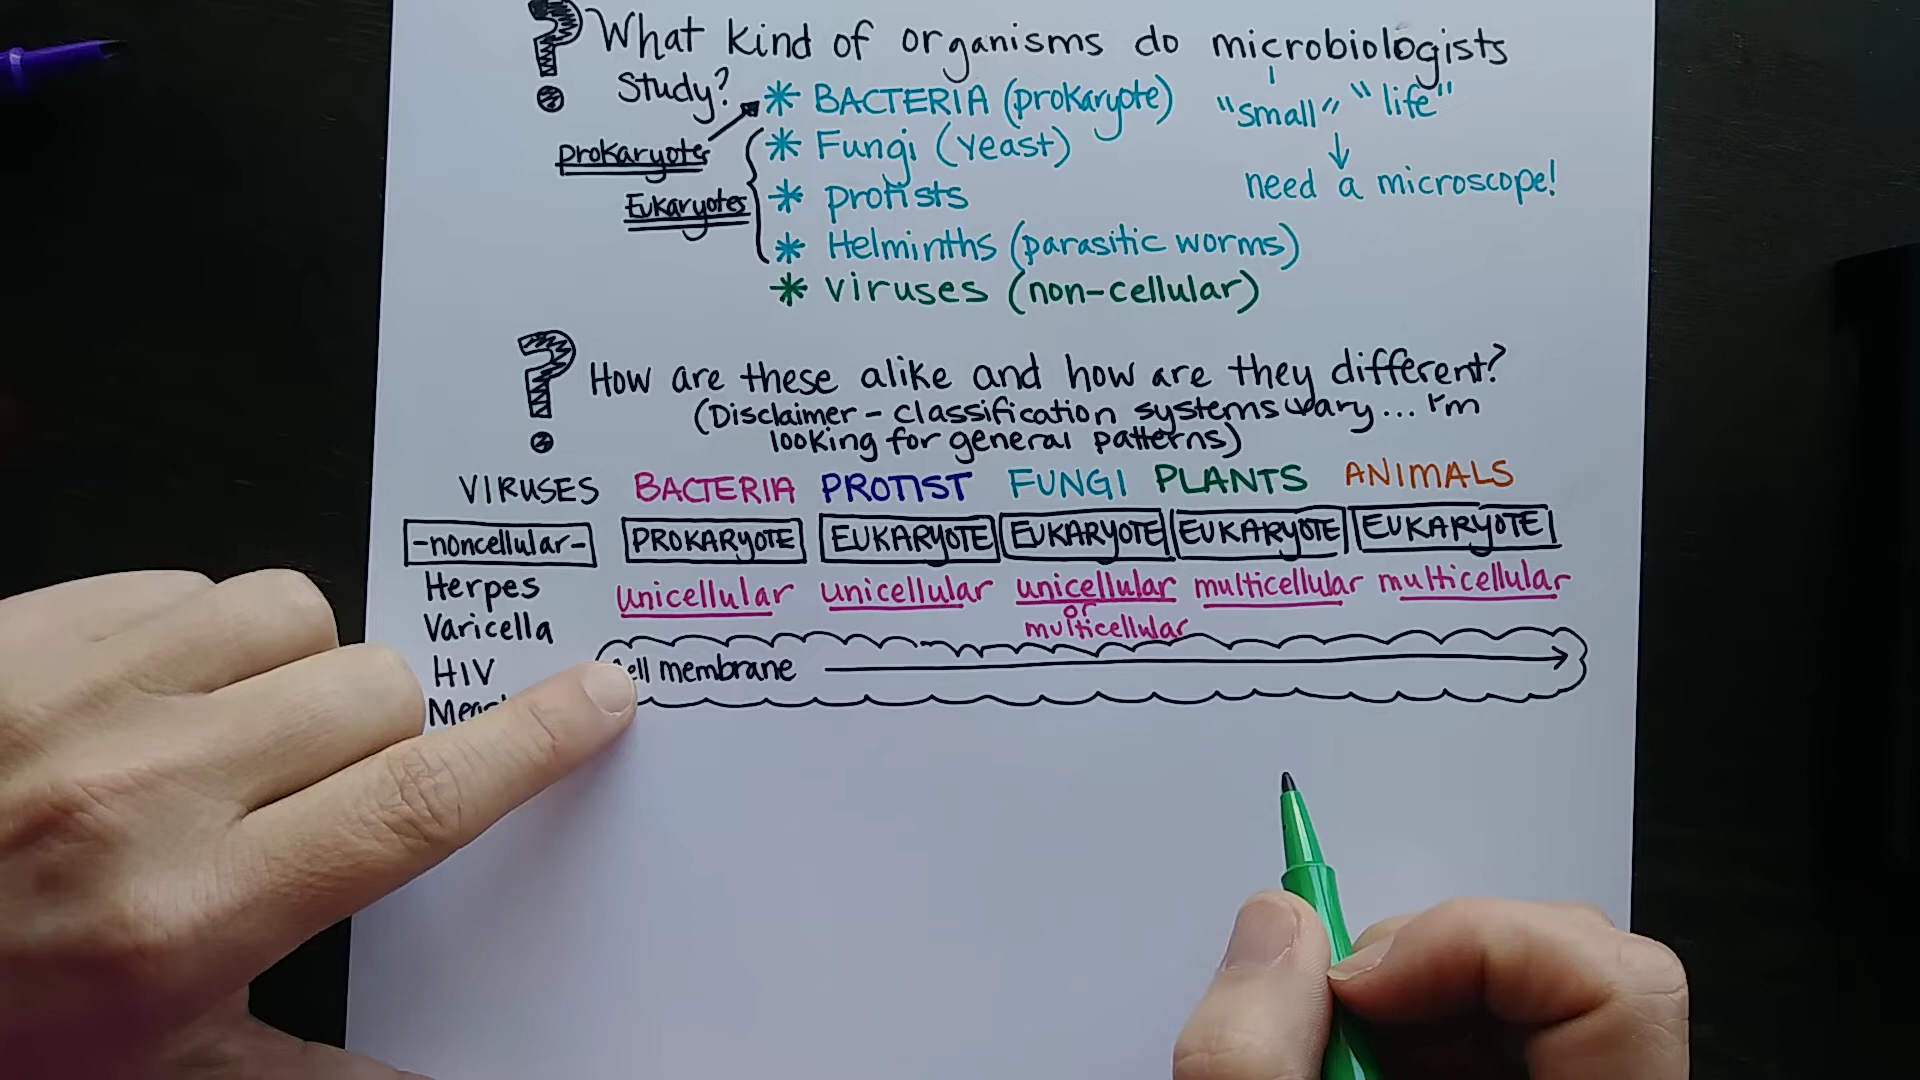 What kind of organisms do microbiologists
Study? * BACTERIA (prokaryote) "small" "life"
prokaryotes * Fungi (Yeast)
need a microscope!
Eukaryotes * protists
* Helminths (parasitic worms)
* viruses (non-cellular)
? How are these alike and how are they different?
(Disclaimer - classification systems vary... I'm
looking for general patterns)
VIRUSES BACTERIA PROTIST FUNGI PLANTS ANIMALS
-noncellular- PROKARYOTE EUKARYOTE EUKARYOTE EUKARYOTE EUKARYOTE
Herpes unicellular unicellular unicellular multicellular multicellular
or
Varicella multicellular
HIV membrane